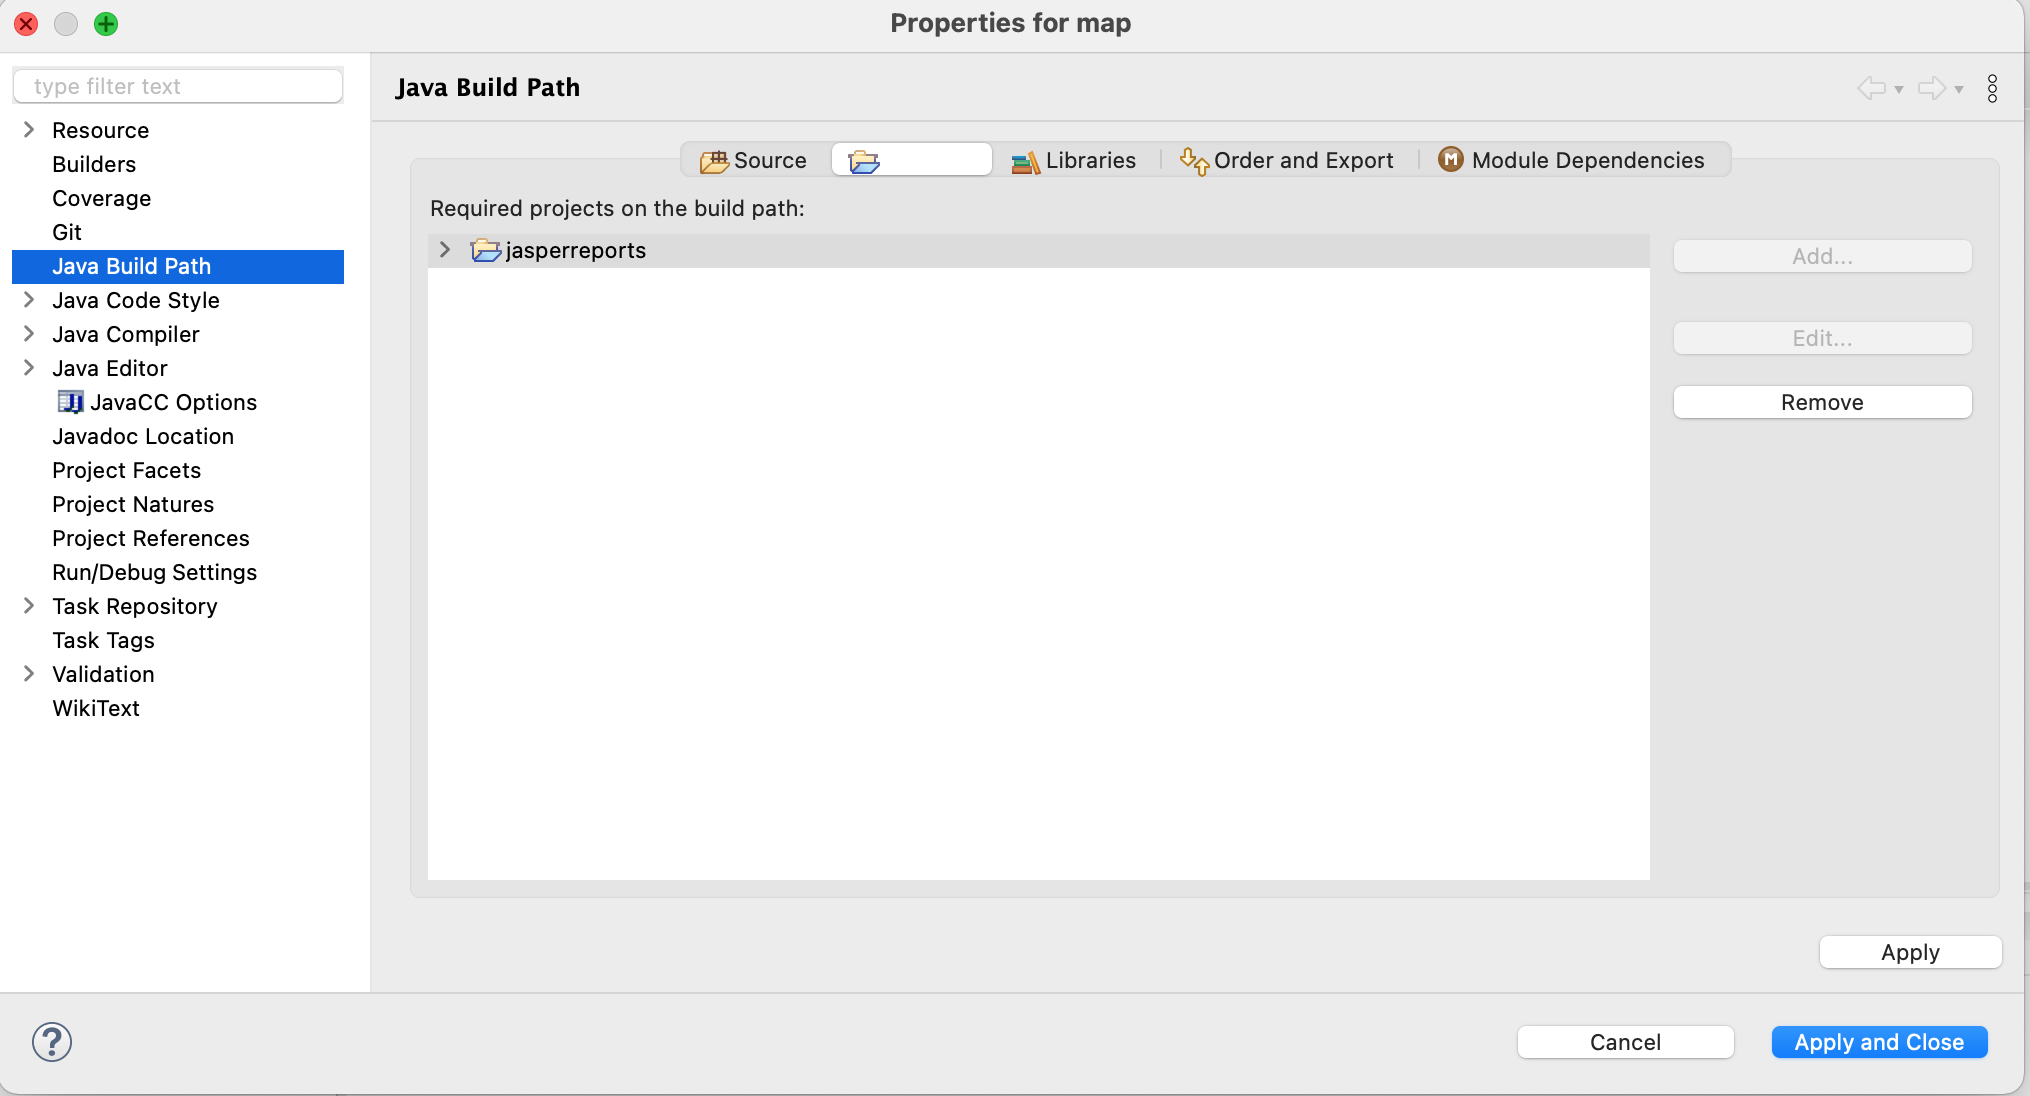 Properties for map
type filter text
Resource
Builders
Coverage
Git
Java Build Path
Java Code Style
Java Compiler
Java Editor
JavaCC Options
Javadoc Location
Project Facets
Project Natures
Project References
Run/Debug Settings
Task Repository
Task Tags
Validation
WikiText
Java Build Path
Source Libraries Order and Export M Module Dependencies
Required projects on the build path:
jasperreports
Add...
Edit...
Remove
Apply
? Cancel Apply and Close